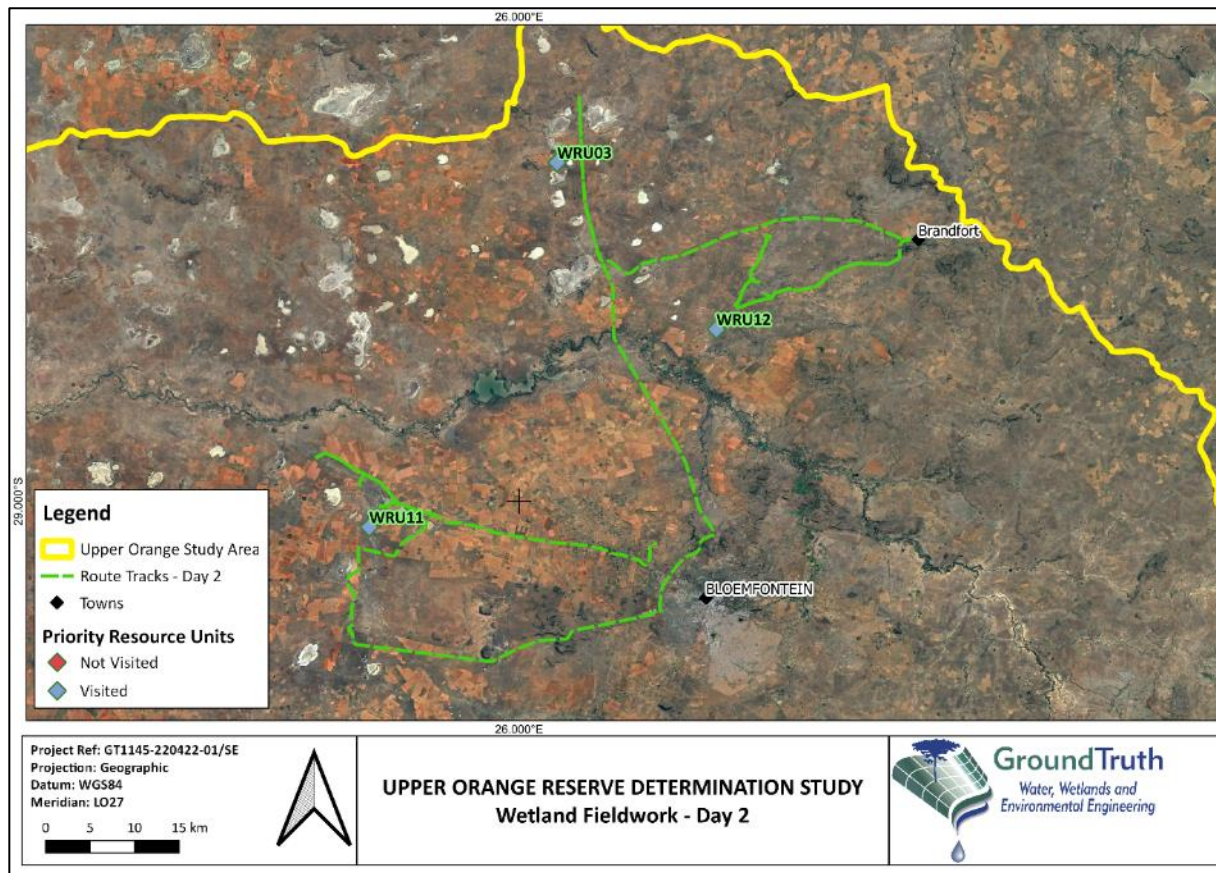 26.000°E
WRU03
Brandfort
WRU12
29.000°S
WRU11
BLOEMFONTEIN
Legend
Upper Orange Study Area
Route Tracks - Day 2
Towns
Priority Resource Units
Not Visited
Visited
26.000°E
Project Ref: GT1145-220422-01/SE
Projection: Geographic
Datum: WGS84
Meridian: LO27
0 5 10 15 km
UPPER ORANGE RESERVE DETERMINATION STUDY
Wetland Fieldwork - Day 2
GroundTruth
Water, Wetlands and
Environmental Engineering